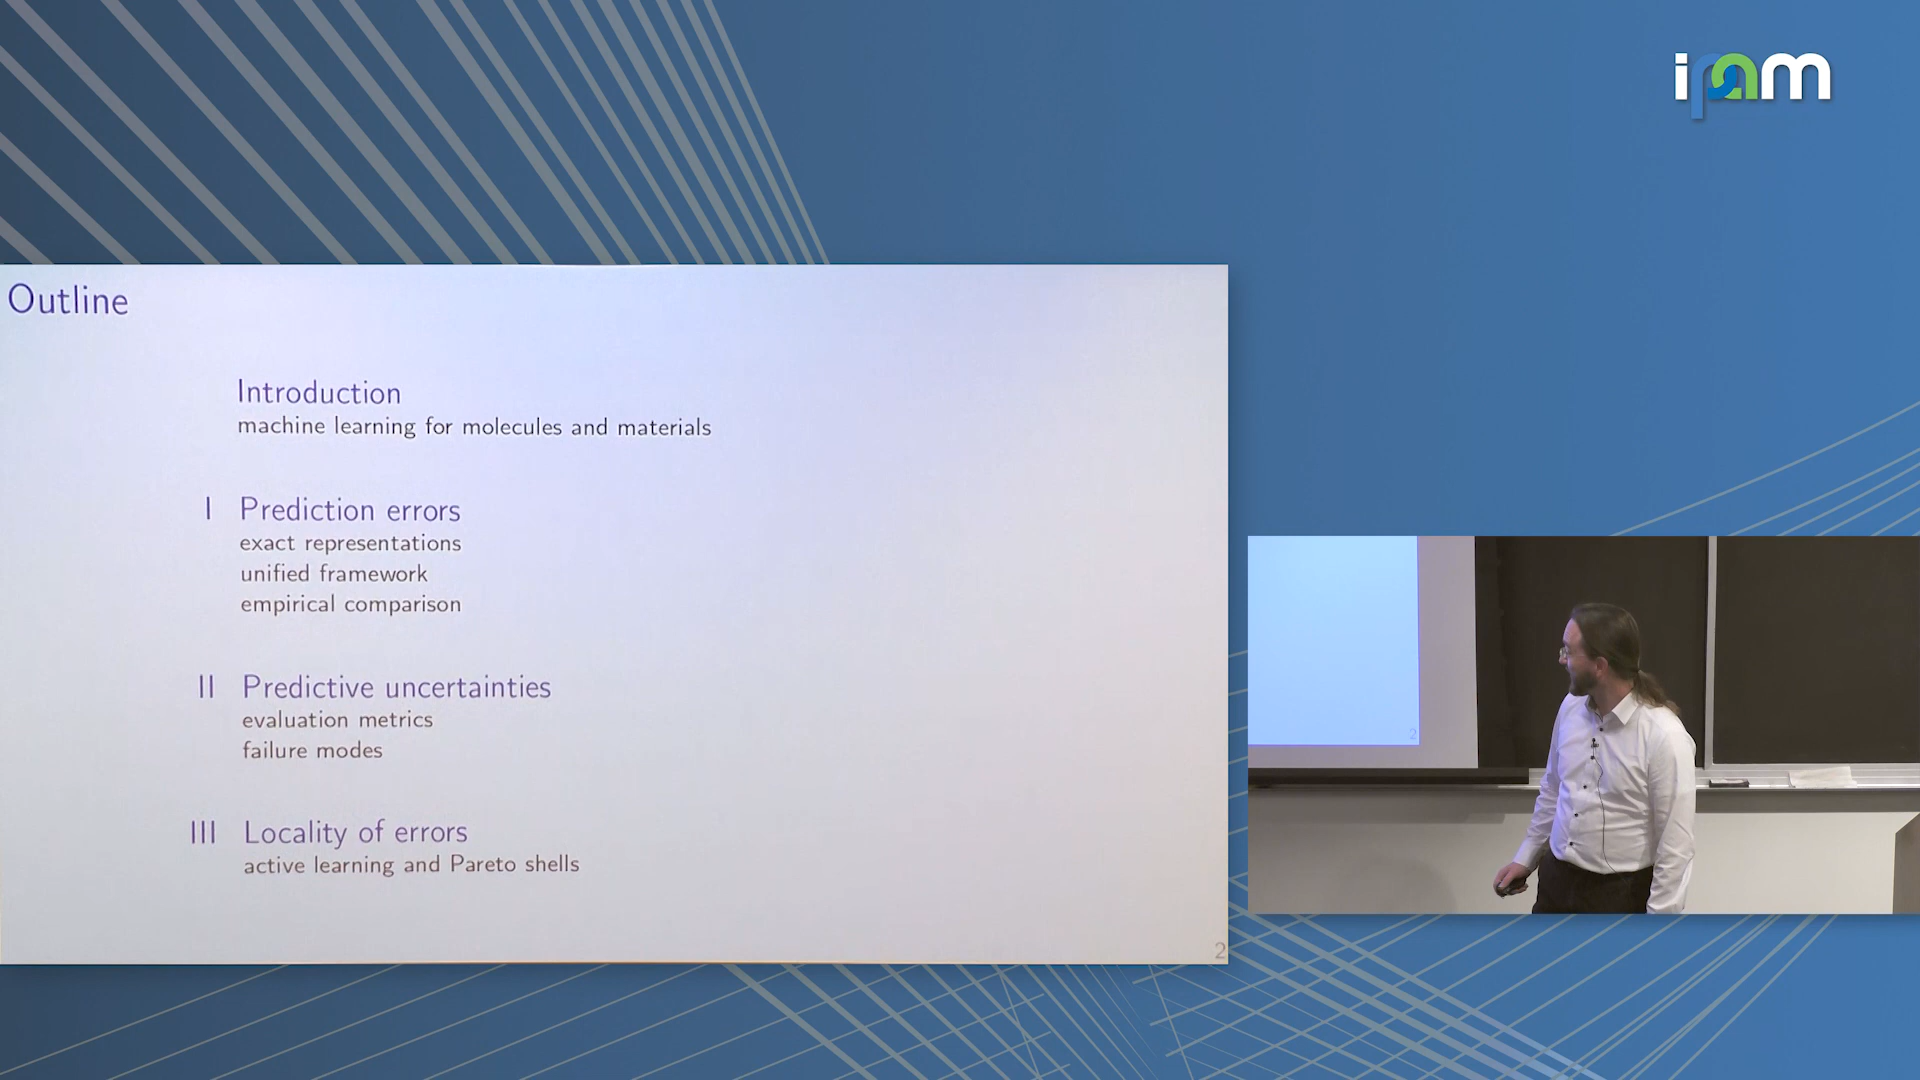 ipam
Outline
Introduction
machine learning for molecules and materials
I Prediction errors
exact representations
unified framework
empirical comparison
II Predictive uncertainties
evaluation metrics
failure modes
III Locality of errors
active learning and Pareto shells
2
2